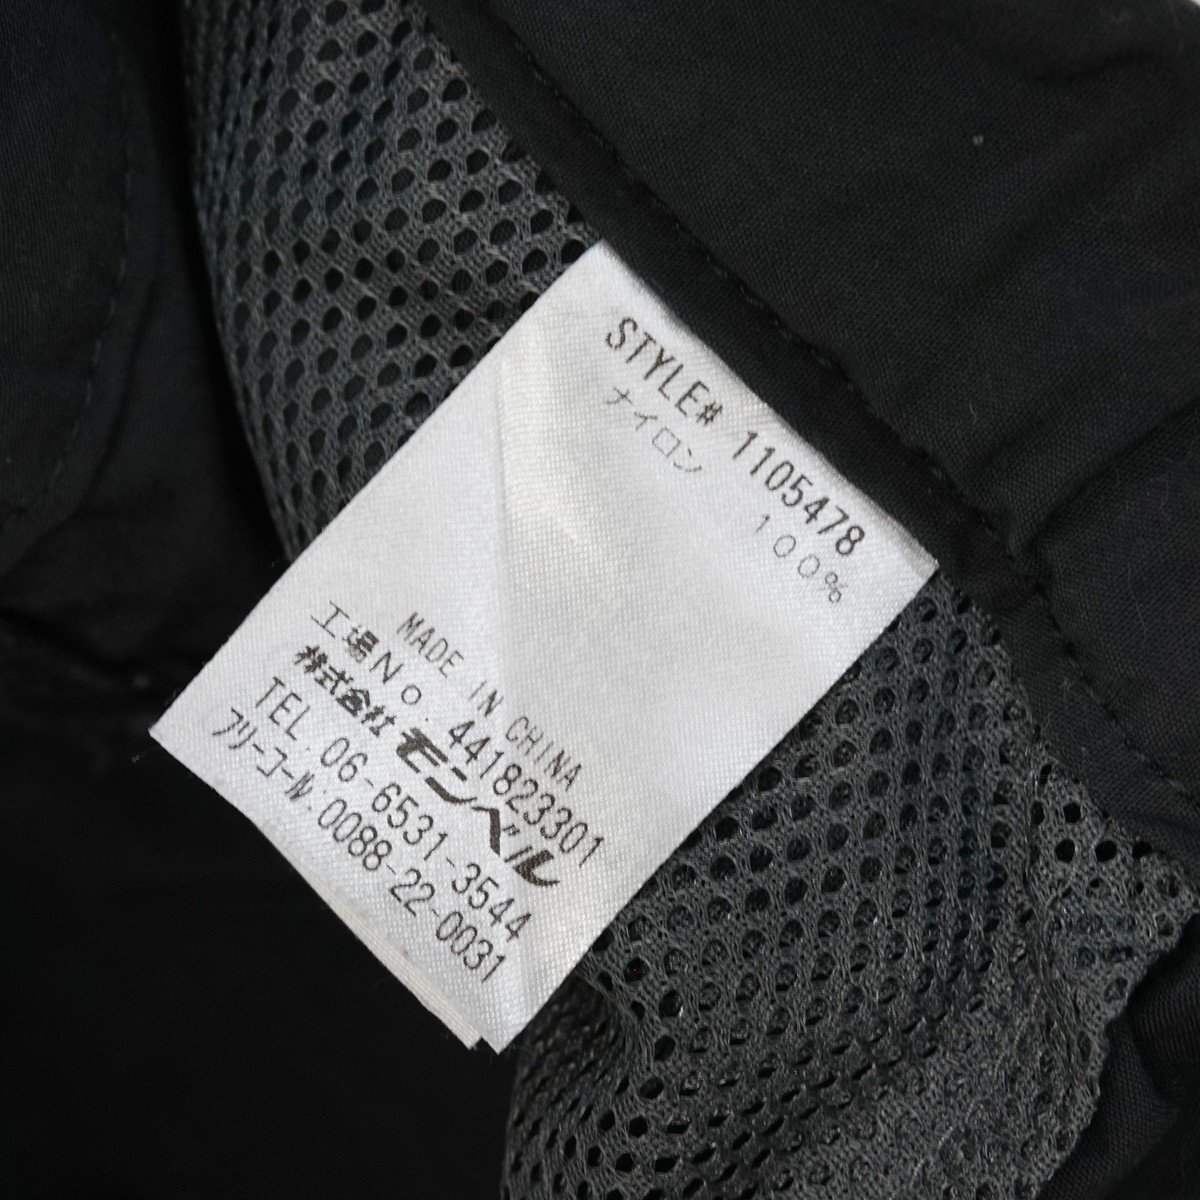 STYLE# 1105478
ナイロン 100%
MADE IN CHINA
工場No. 441823301
株式会社モンベル
TEL: 06-6531-3544
フリーコール:0088-22-0031